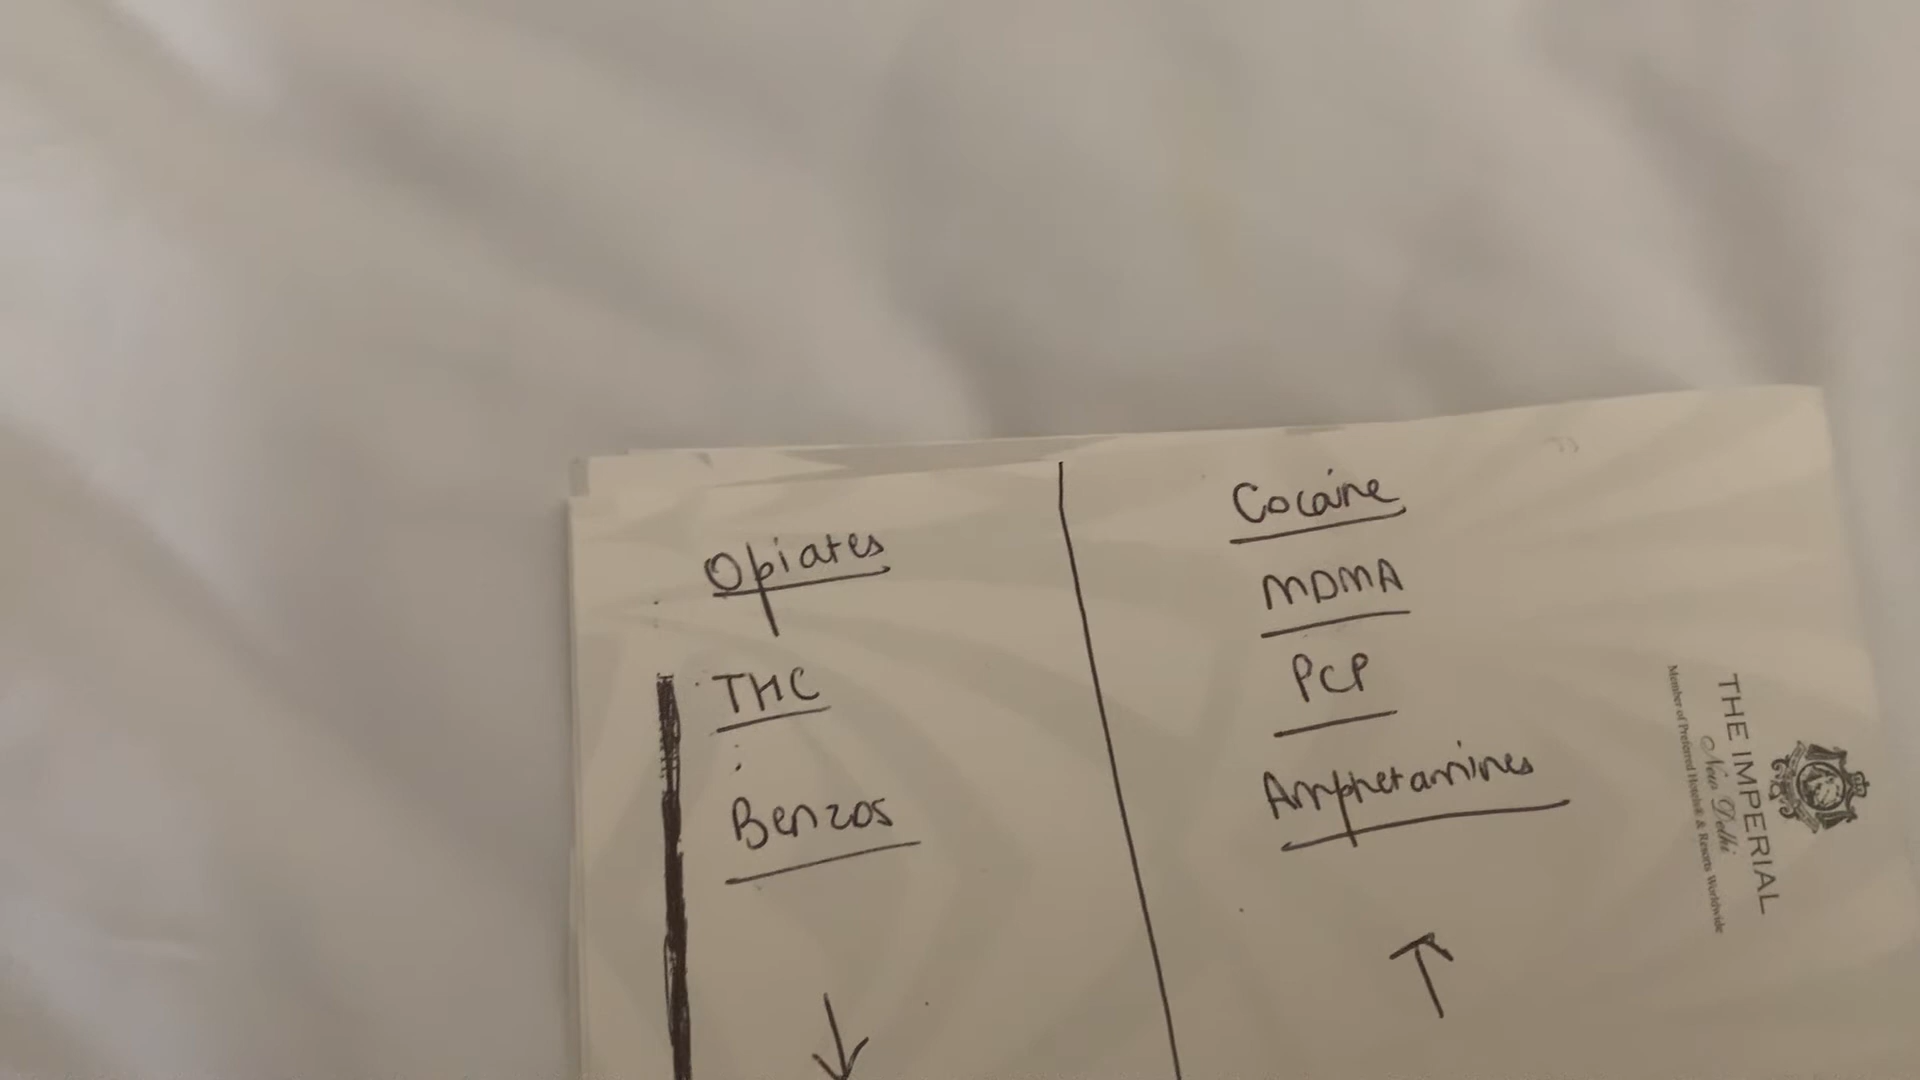 Opiates
THC
Benzos
↓
Cocaine
MDMA
PCP
Amphetamines
↑
THE IMPERIAL
New Delhi
Member of Preferred Hotels & Resorts Worldwide